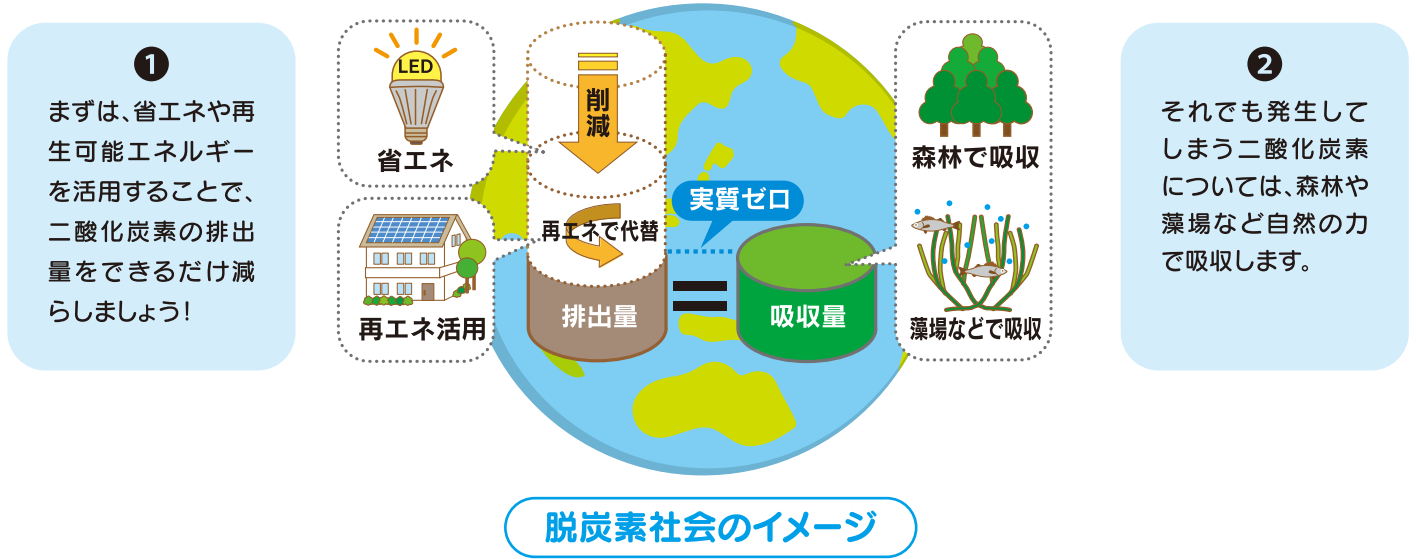 1
まずは、省エネや再
生可能エネルギー
を活用することで、
二酸化炭素の排出
量をできるだけ減
らしましょう!
LED
省エネ
再エネ活用
削減
再エネで代替
排出量
実質ゼロ
吸収量
森林で吸収
藻場などで吸収
2
それでも発生して
しまう二酸化炭素
については、森林や
藻場など自然の力
で吸収します。
脱炭素社会のイメージ